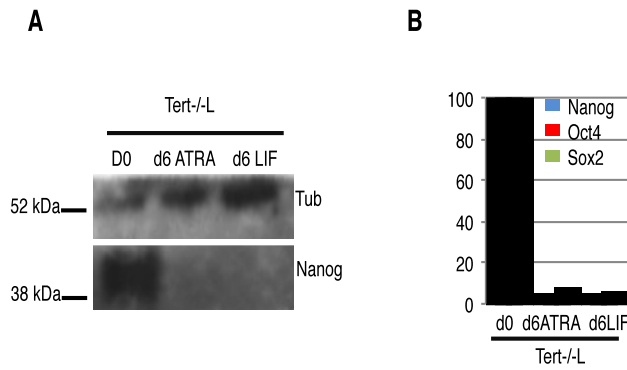 A
Tert-/-L
D0 d6 ATRA d6 LIF
52 kDa
Tub
Nanog
38 kDa
B
100
80
60
40
20
0
Nanog
Oct4
Sox2
d0 d6ATRA d6LIF
Tert-/-L